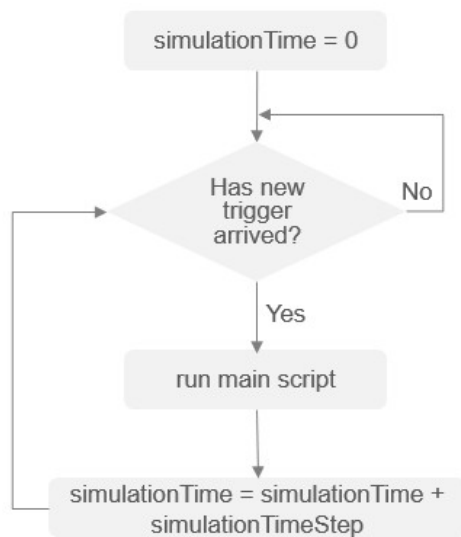 simulationTime = 0
Has new
trigger
arrived?
No
Yes
run main script
simulationTime = simulationTime +
simulationTimeStep